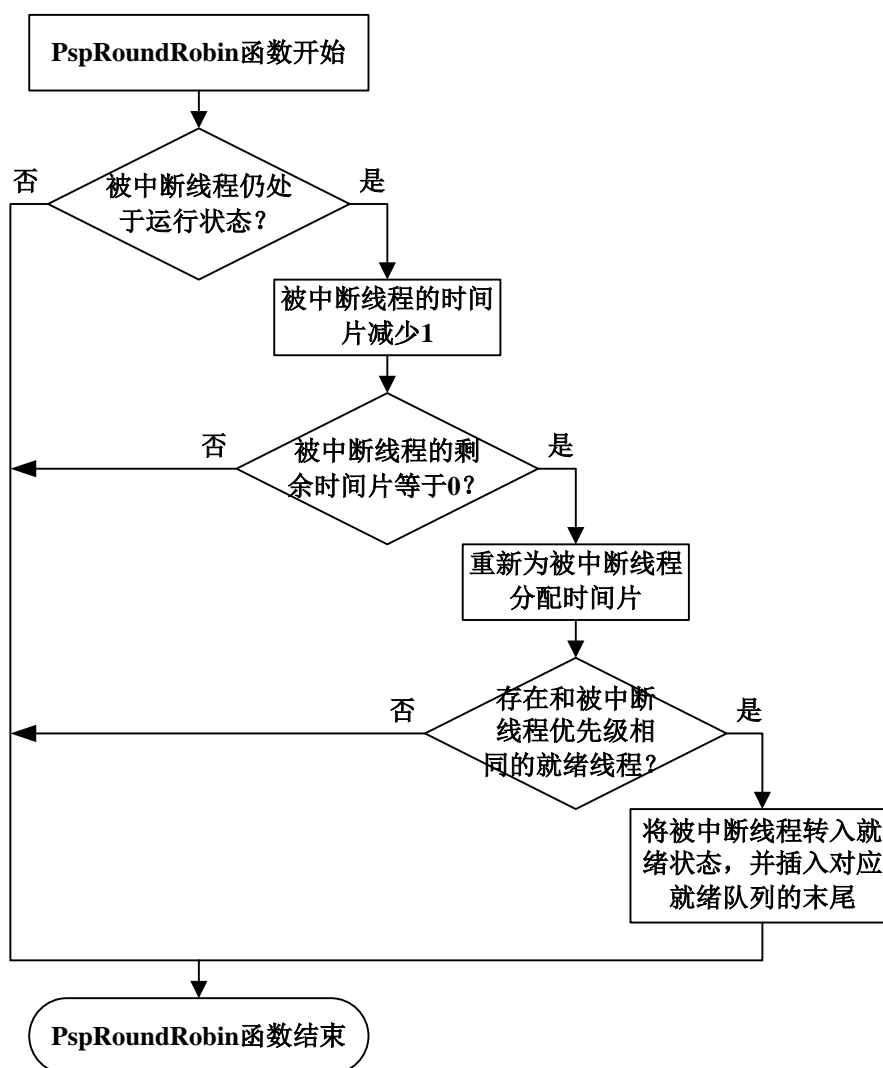 PspRoundRobin函数开始
否
是
被中断线程仍处
于运行状态?
被中断线程的时间
片减少1
否
是
被中断线程的剩
余时间片等于0?
重新为被中断线程
分配时间片
否
是
存在和被中断
线程优先级相
同的就绪线程?
将被中断线程转入就
绪状态，并插入对应
就绪队列的末尾
PspRoundRobin函数结束